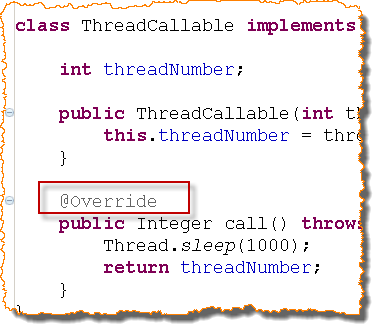 class ThreadCallable implements
int threadNumber;
public ThreadCallable(int th
this.threadNumber = thre
}
@Override
public Integer call() throws
Thread.sleep(1000);
return threadNumber;
}
}